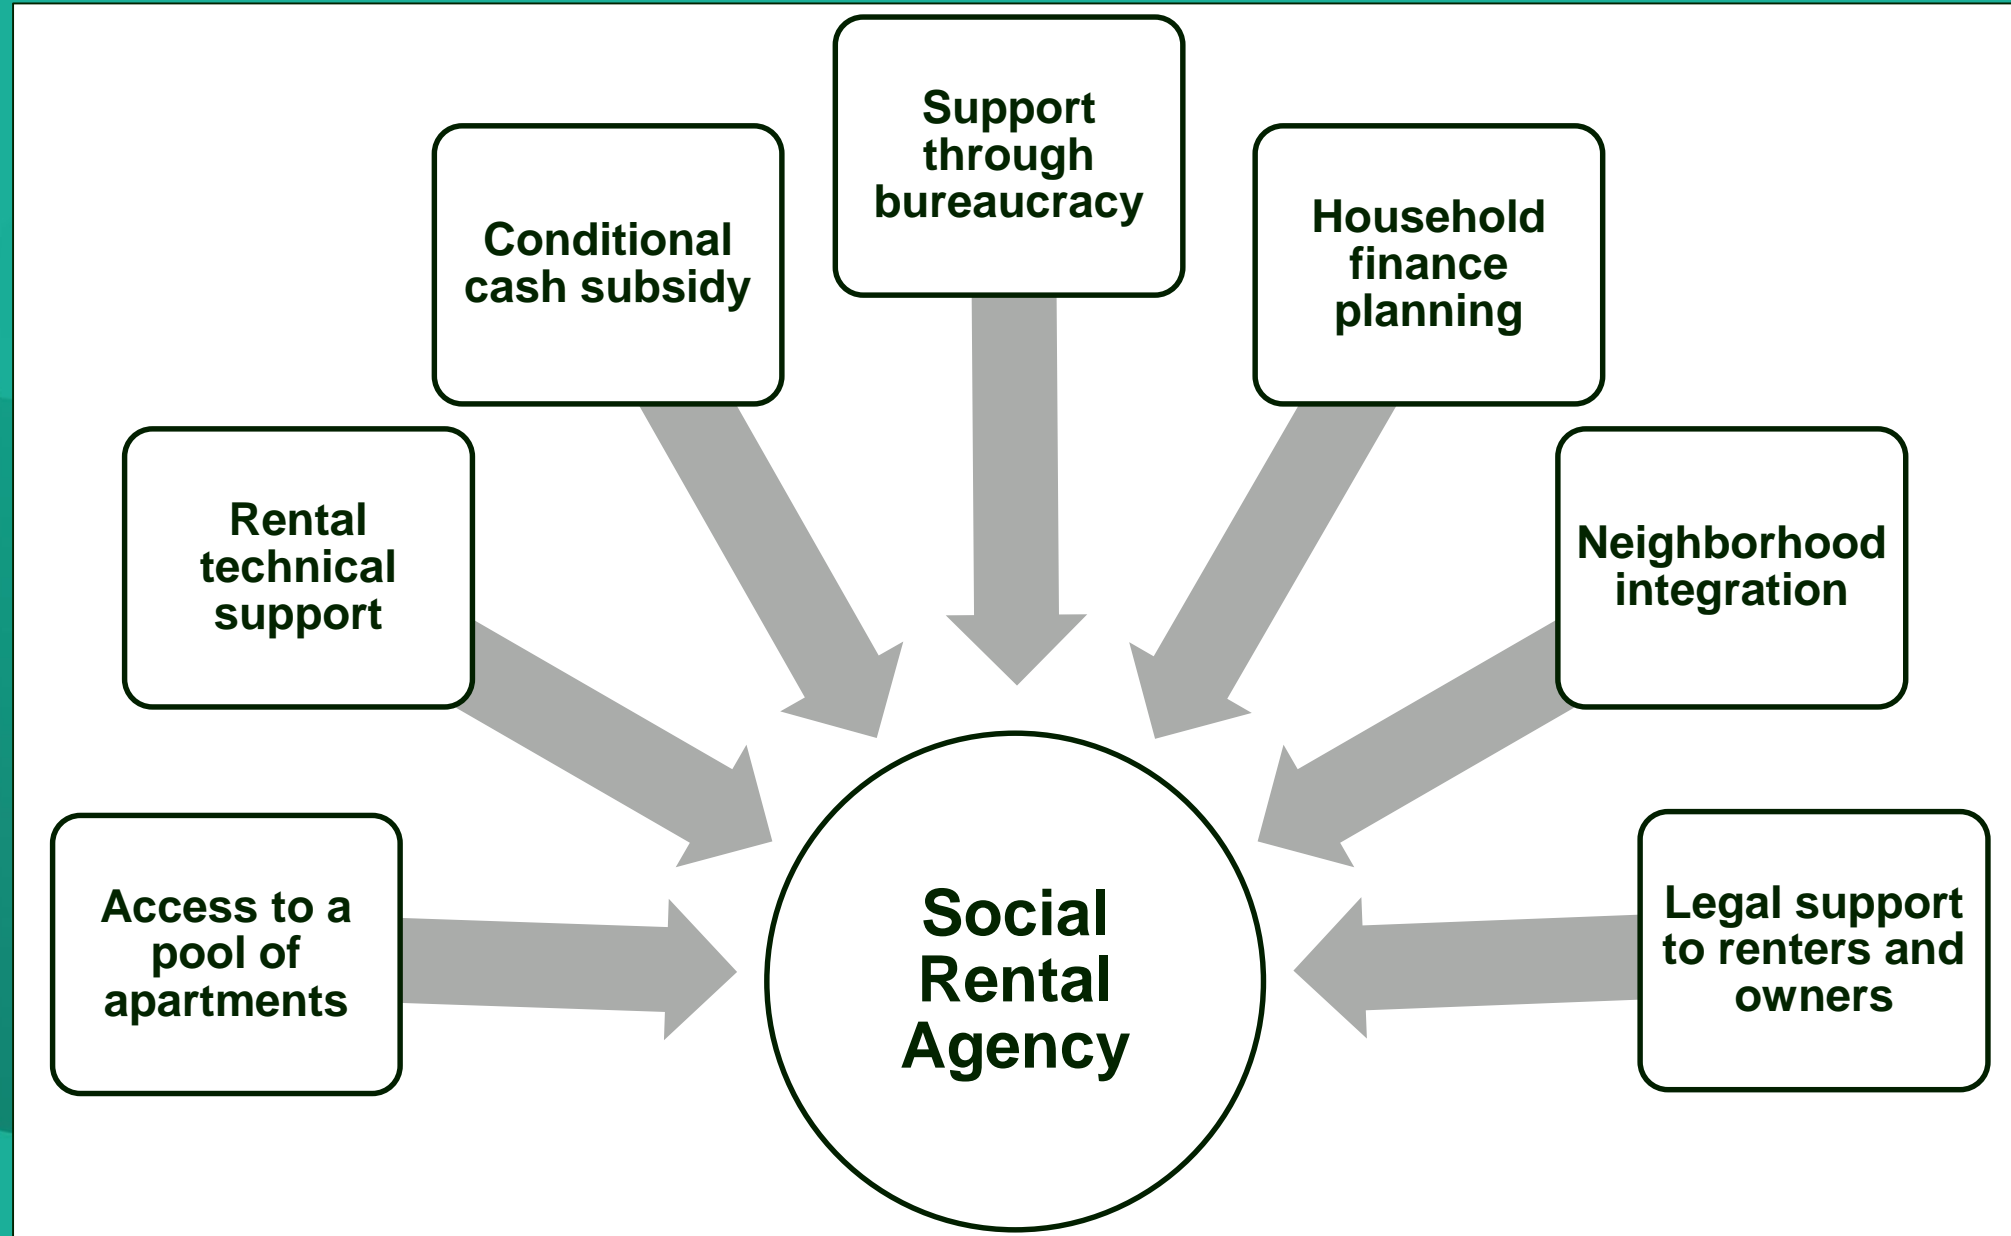 Support
through
bureaucracy
Conditional
cash subsidy
Household
finance
planning
Rental
technical
support
Neighborhood
integration
Access to a
pool of
apartments
Social
Rental
Agency
Legal support
to renters and
owners